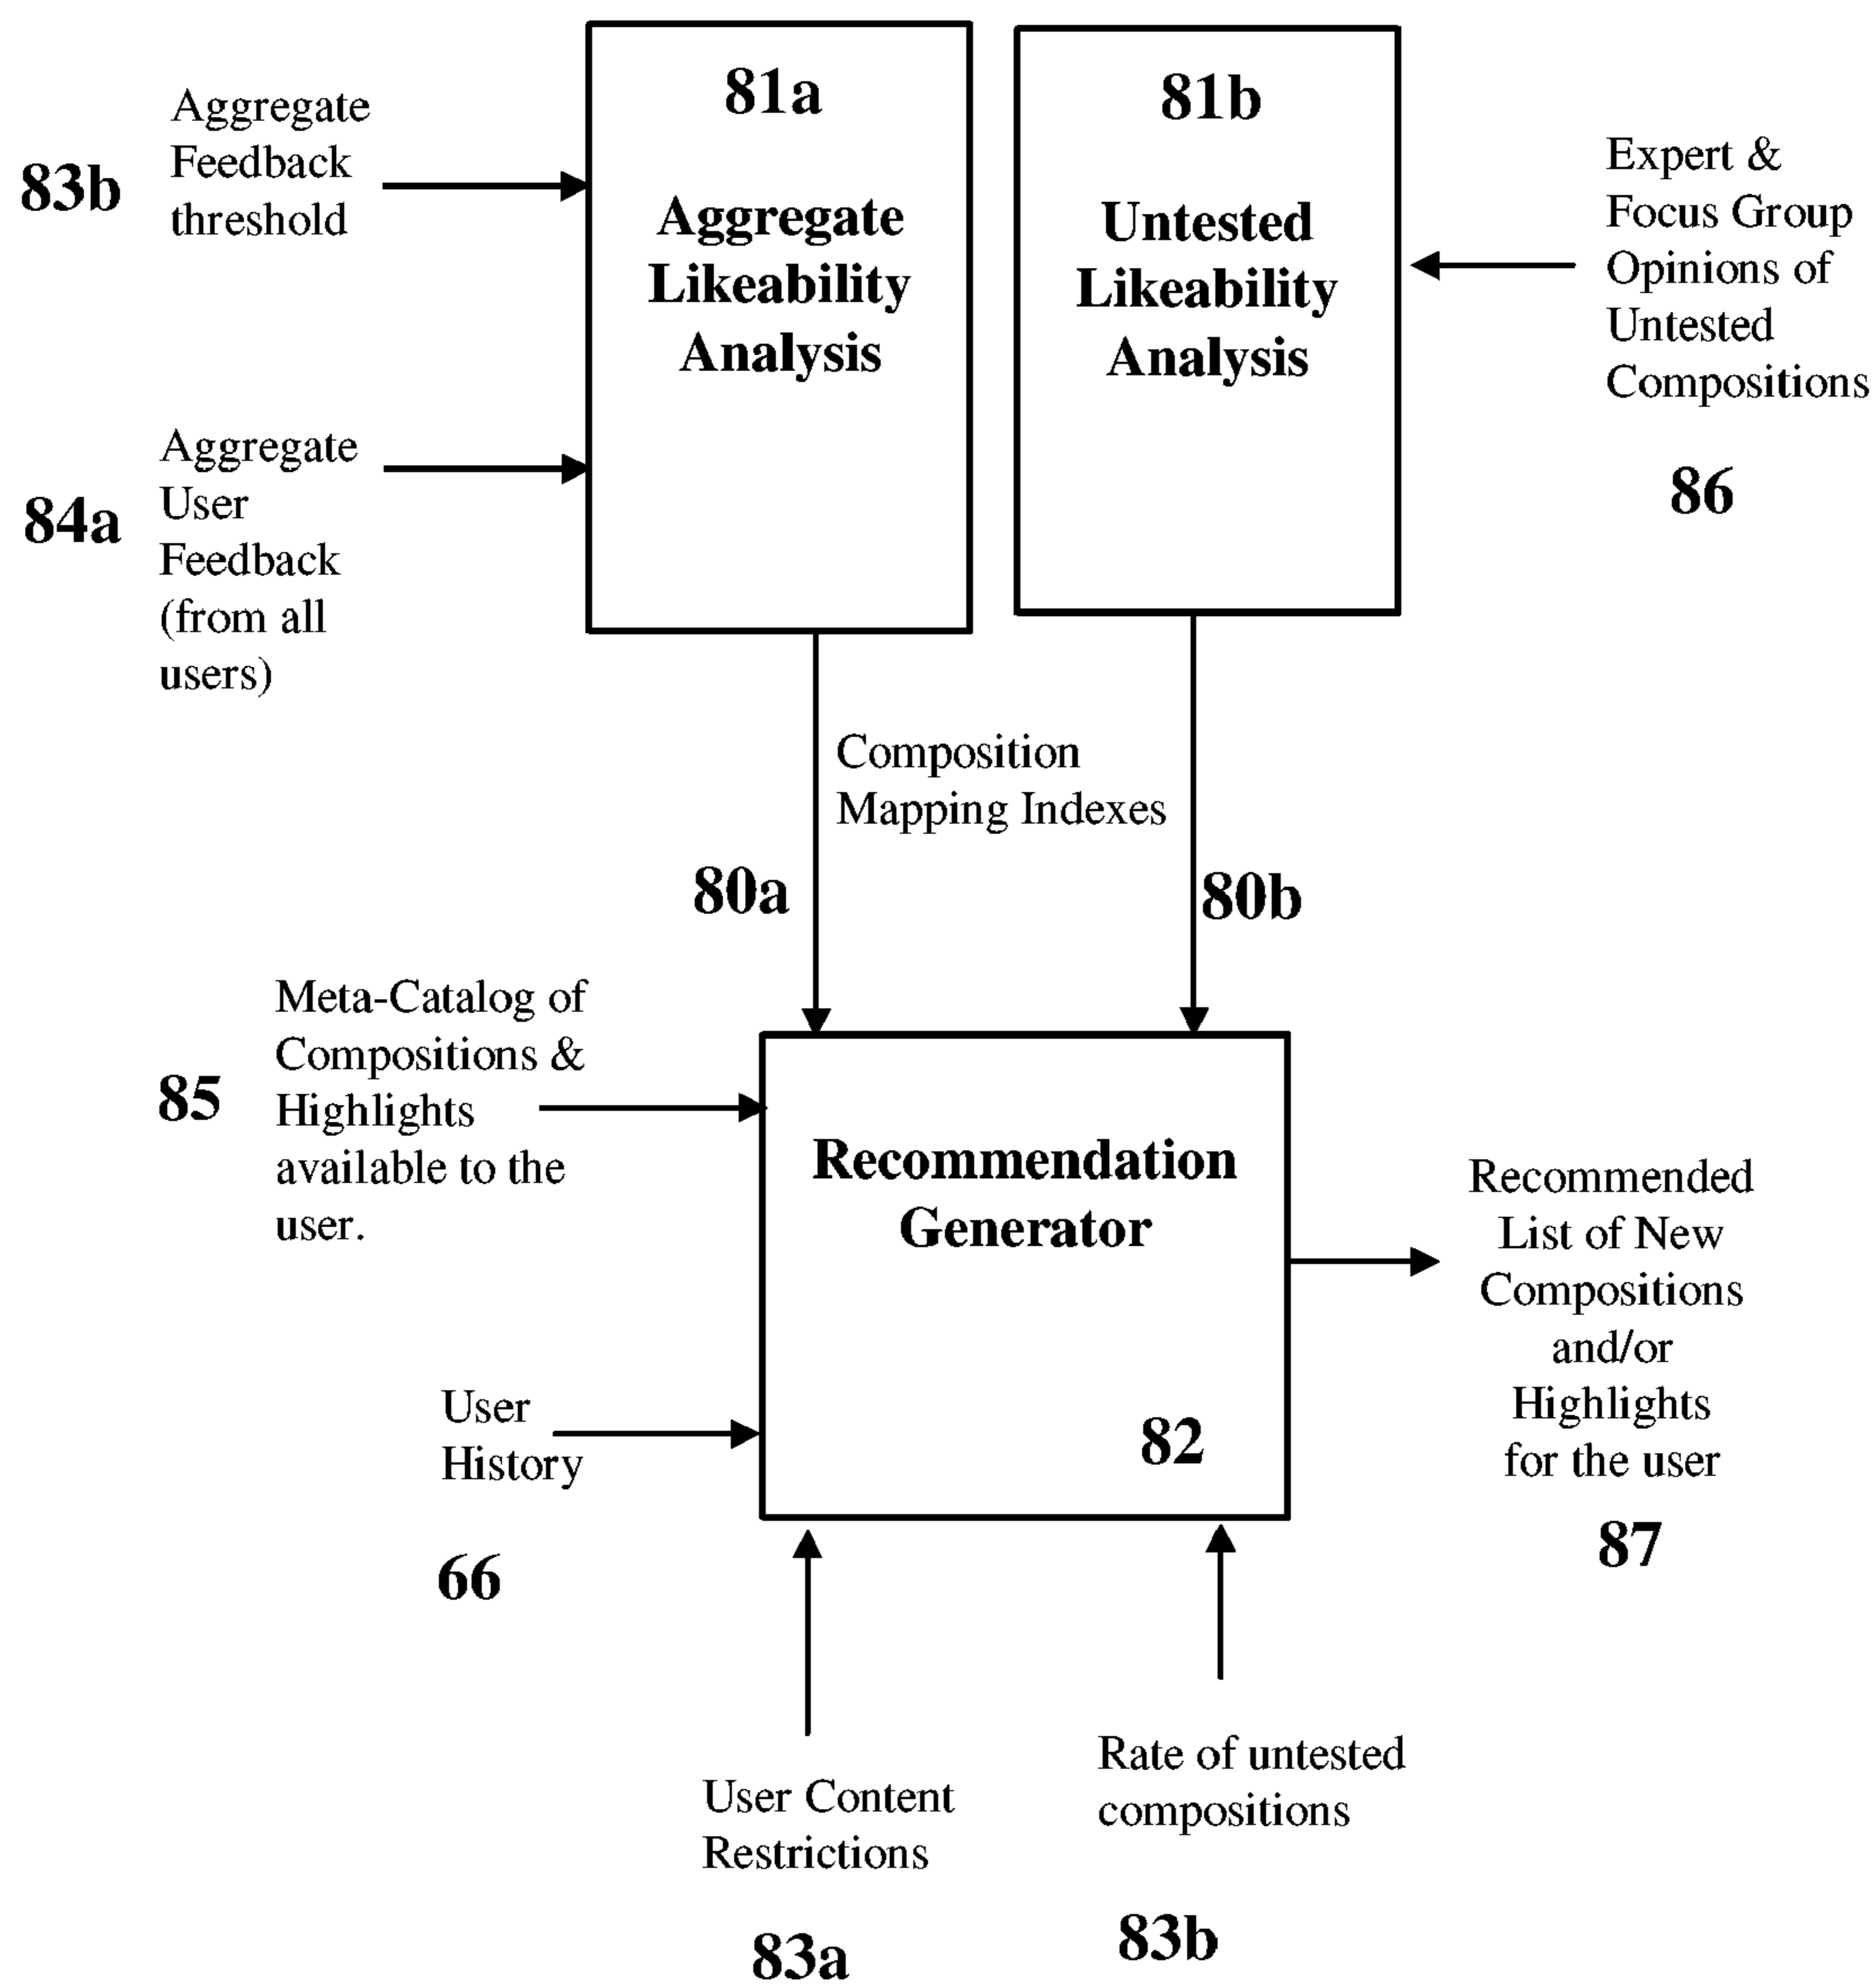 81a
Aggregate
Likeability
Analysis
81b
Untested
Likeability
Analysis
83b
Aggregate
Feedback
threshold
84a
Aggregate
User
Feedback
(from all
users)
Expert &
Focus Group
Opinions of
Untested
Compositions
86
Composition
Mapping Indexes
80a
80b
85
Meta-Catalog of
Compositions &
Highlights
available to the
user.
Recommendation
Generator
82
User
History
66
Recommended
List of New
Compositions
and/or
Highlights
for the user
87
User Content
Restrictions
83a
Rate of untested
compositions
83b